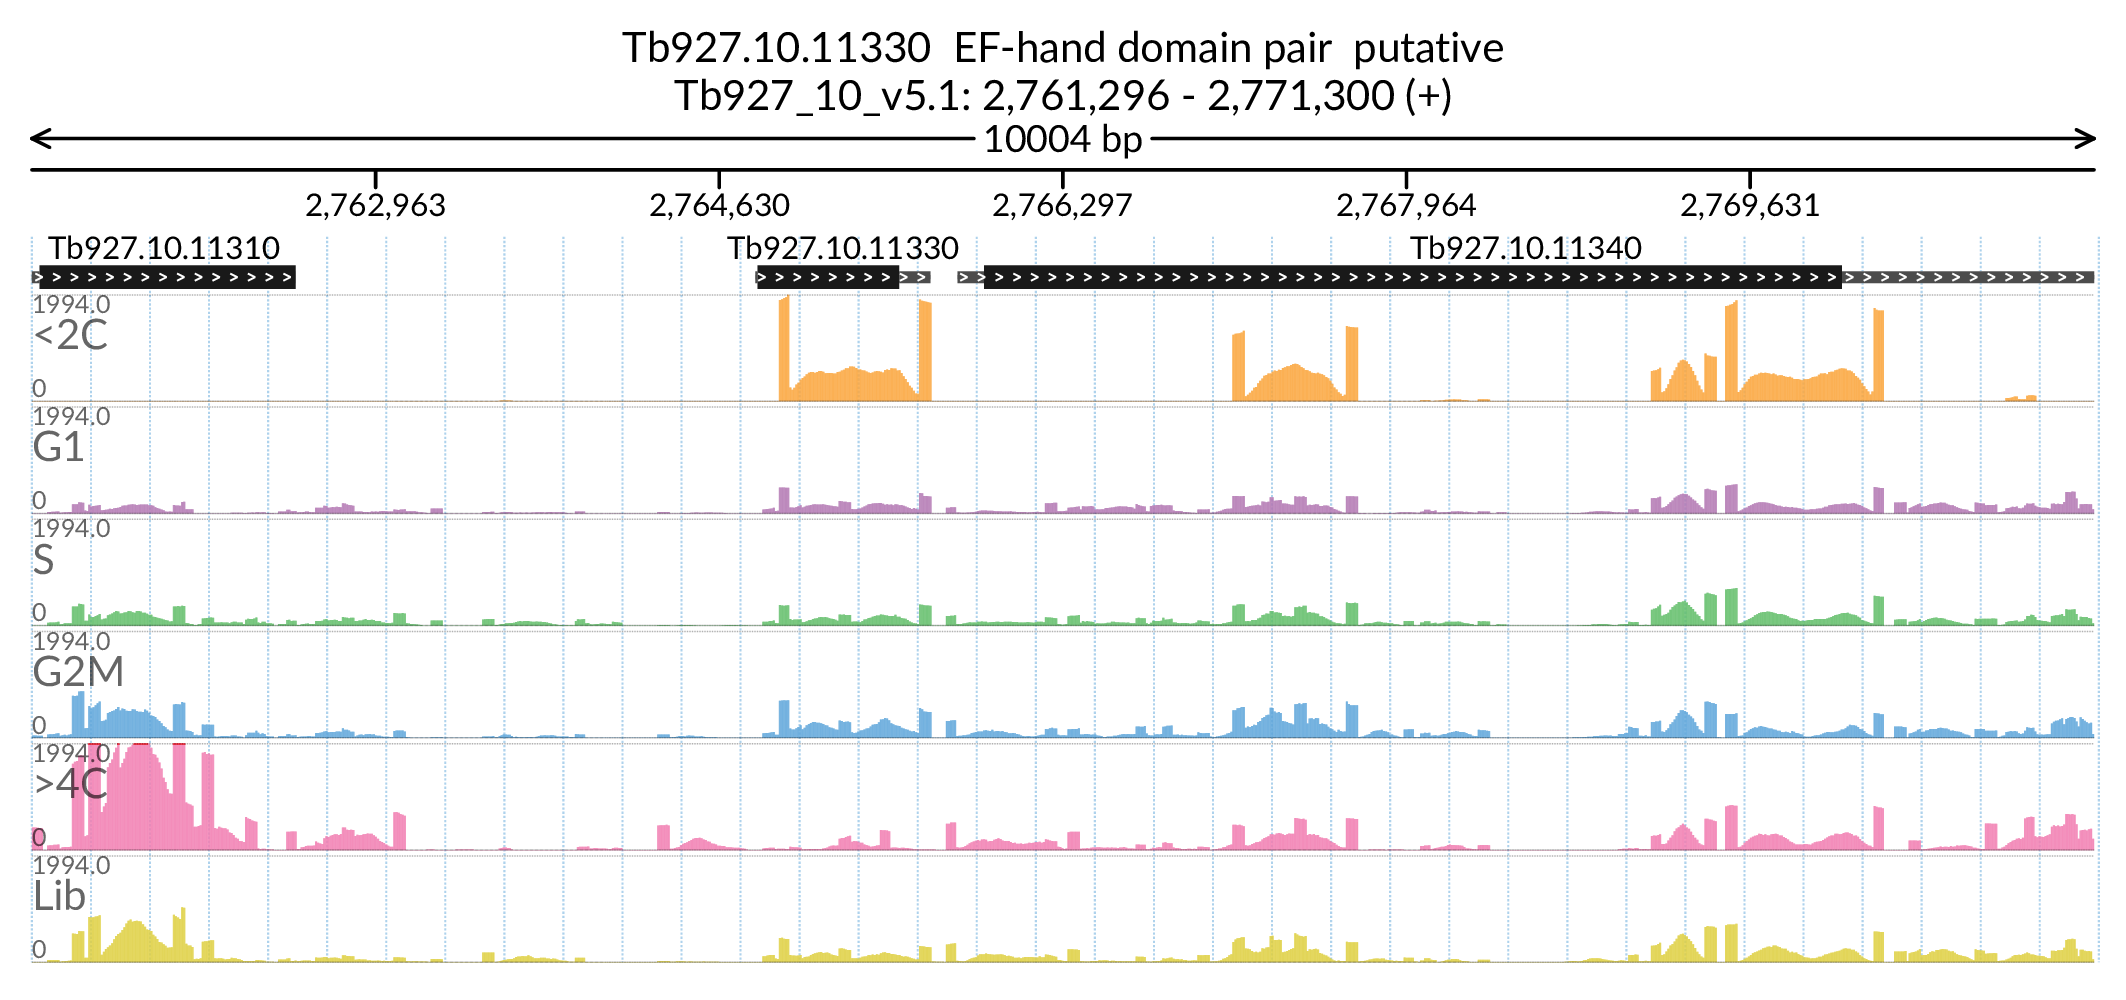 Tb927.10.11330  EF-hand domain pair  putative
Tb927_10_v5.1: 2,761,296 - 2,771,300 (+)
10004 bp
2,762,963 2,764,630 2,766,297 2,767,964 2,769,631
Tb927.10.11310 Tb927.10.11330 Tb927.10.11340
1994.0
<2C
0
1994.0
G1
0
1994.0
S
0
1994.0
G2M
0
1994.0
>4C
0
1994.0
Lib
0